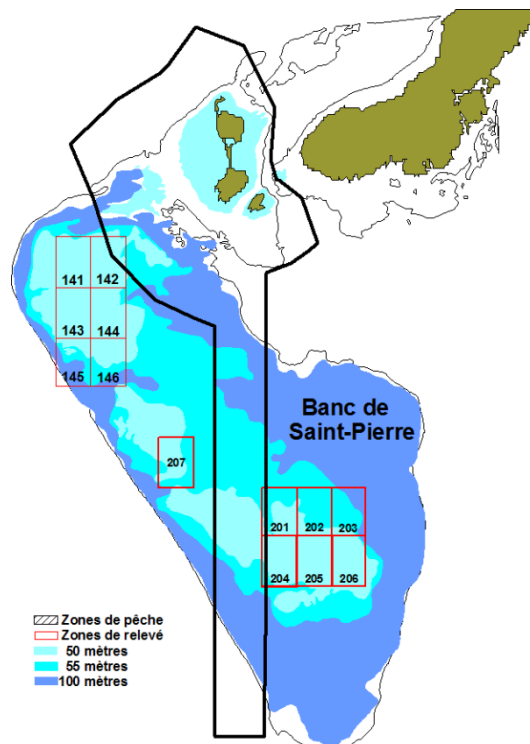 141 142
143 144
145 146
Banc de
Saint-Pierre
207
201 202 203
204 205 206
Zones de pêche
Zones de relevé
50 mètres
55 mètres
100 mètres